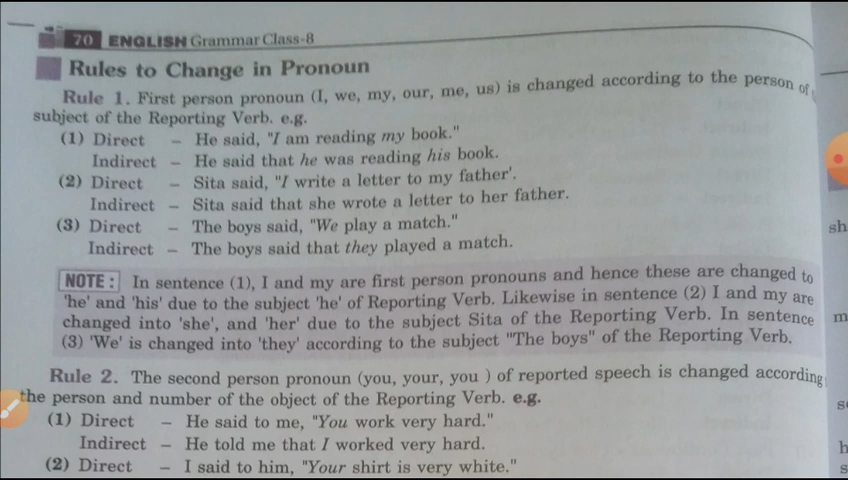 70 ENGLISH Grammar Class-8
Rules to Change in Pronoun
Rule 1. First person pronoun (I, we, my, our, me, us) is changed according to the person of
subject of the Reporting Verb. e.g.
(1) Direct – He said, "I am reading my book."
Indirect – He said that he was reading his book.
(2) Direct – Sita said, "I write a letter to my father'.
Indirect – Sita said that she wrote a letter to her father.
(3) Direct – The boys said, "We play a match."
Indirect – The boys said that they played a match.
NOTE : In sentence (1), I and my are first person pronouns and hence these are changed to
'he' and 'his' due to the subject 'he' of Reporting Verb. Likewise in sentence (2) I and my are
changed into 'she', and 'her' due to the subject Sita of the Reporting Verb. In sentence
(3) 'We' is changed into 'they' according to the subject "The boys" of the Reporting Verb.
Rule 2. The second person pronoun (you, your, you ) of reported speech is changed according
the person and number of the object of the Reporting Verb. e.g.
(1) Direct – He said to me, "You work very hard."
Indirect – He told me that I worked very hard.
(2) Direct – I said to him, "Your shirt is very white."